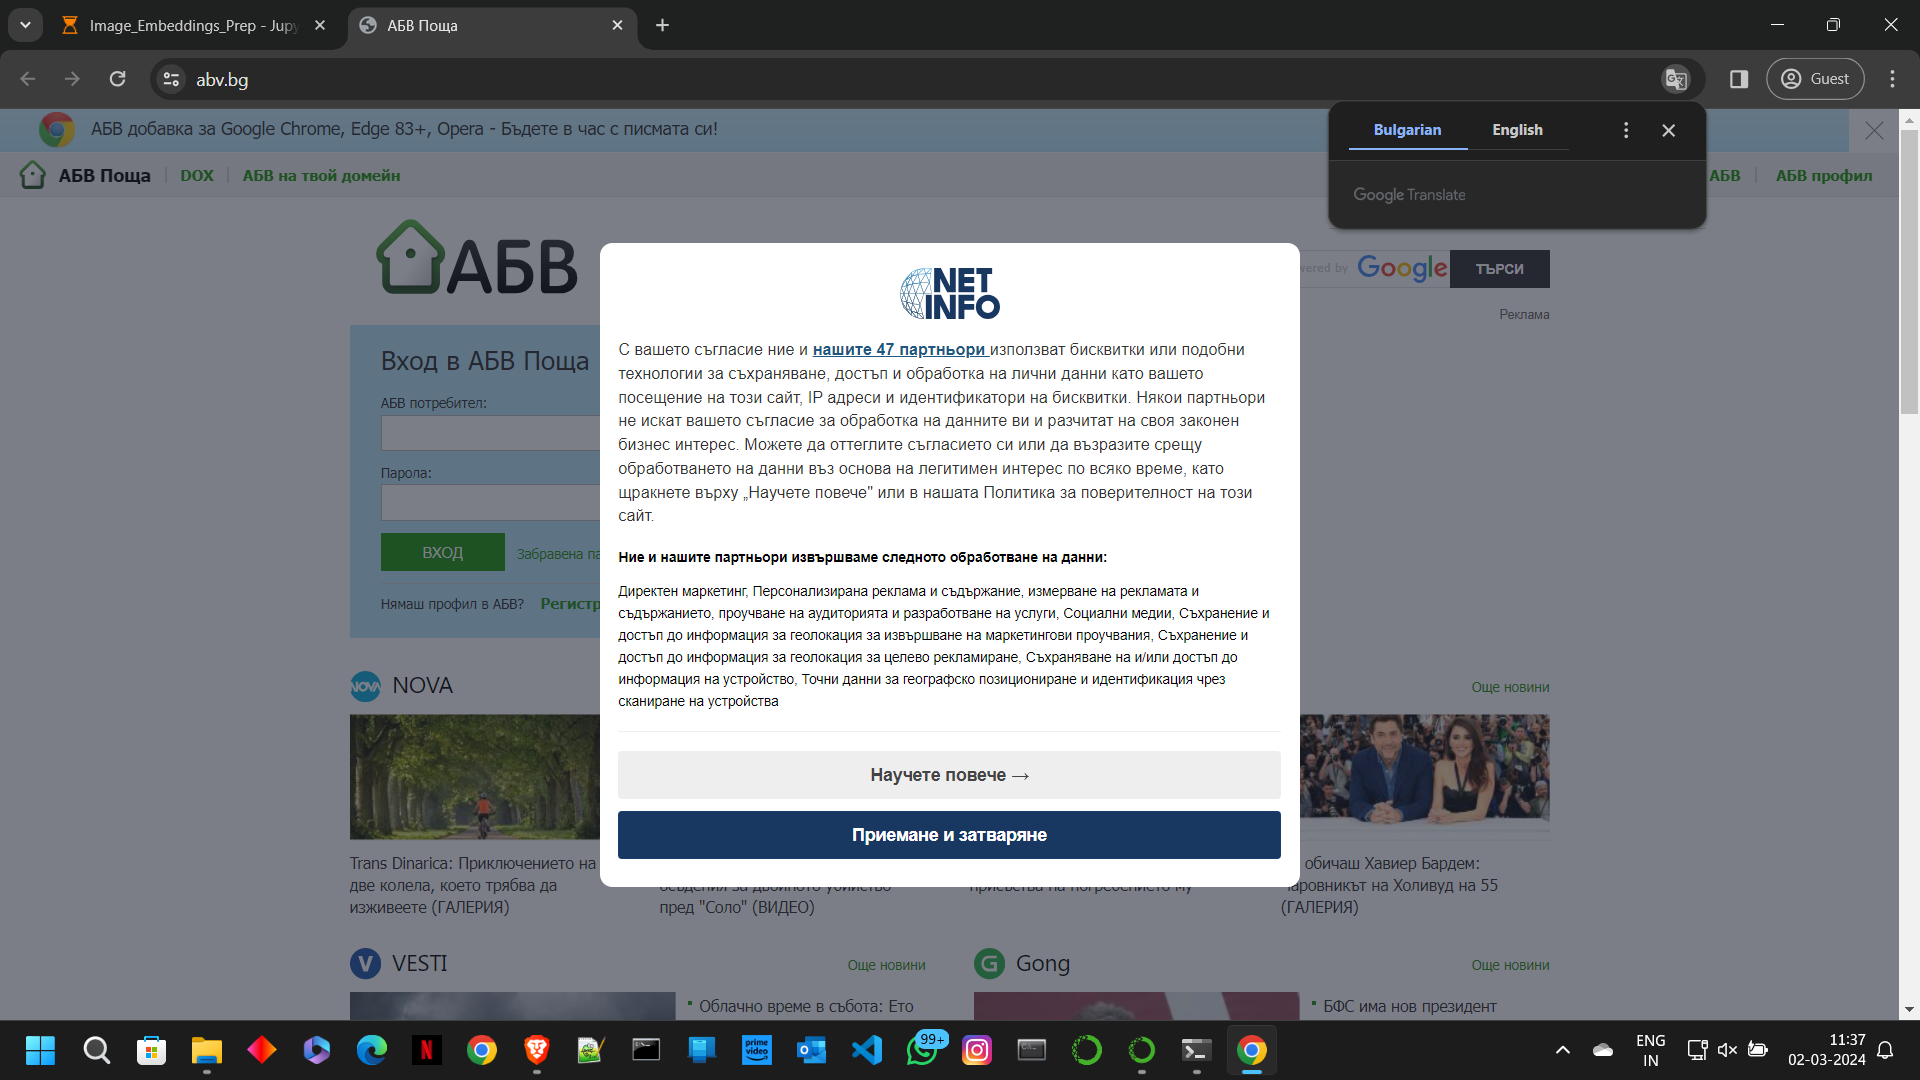 Image_Embeddings_Prep - Jupy
АБВ Поща
abv.bg
Guest
АБВ добавка за Google Chrome, Edge 83+, Opera - Бъдете в час с писмата си!
Bulgarian
English
Google Translate
АБВ Поща
DOX
АБВ на твой домейн
АБВ
АБВ профил
АБВ
Google
ТЪРСИ
Реклама
NET
INFO
С вашето съгласие ние и нашите 47 партньори използват бисквитки или подобни
технологии за съхраняване, достъп и обработка на лични данни като вашето
посещение на този сайт, IP адреси и идентификатори на бисквитки. Някои партньори
не искат вашето съгласие за обработка на данните ви и разчитат на своя законен
бизнес интерес. Можете да оттеглите съгласието си или да възразите срещу
обработването на данни въз основа на легитимен интерес по всяко време, като
щракнете върху „Научете повече" или в нашата Политика за поверителност на този
сайт.
Ние и нашите партньори извършваме следното обработване на данни:
Директен маркетинг, Персонализирана реклама и съдържание, измерване на рекламата и
съдържанието, проучване на аудиторията и разработване на услуги, Социални медии, Съхранение и
достъп до информация за геолокация за извършване на маркетингови проучвания, Съхранение и
достъп до информация за геолокация за целево рекламиране, Съхраняване на и/или достъп до
информация на устройство, Точни данни за географско позициониране и идентификация чрез
сканиране на устройства
Научете повече →
Приемане и затваряне
Вход в АБВ Поща
АБВ потребител:
Парола:
ВХОД
Забравена па
Нямаш профил в АБВ? Регистр
NOVA
Още новини
Trans Dinarica: Приключението на
две колела, което трябва да
изживеете (ГАЛЕРИЯ)
пред "Соло" (ВИДЕО)
обичаш Хавиер Бардем:
аровникът на Холивуд на 55
(ГАЛЕРИЯ)
VESTI
Още новини
Облачно време в събота: Ето
Gong
Още новини
БФС има нов президент
prime
video
99+
ENG
IN
11:37
02-03-2024